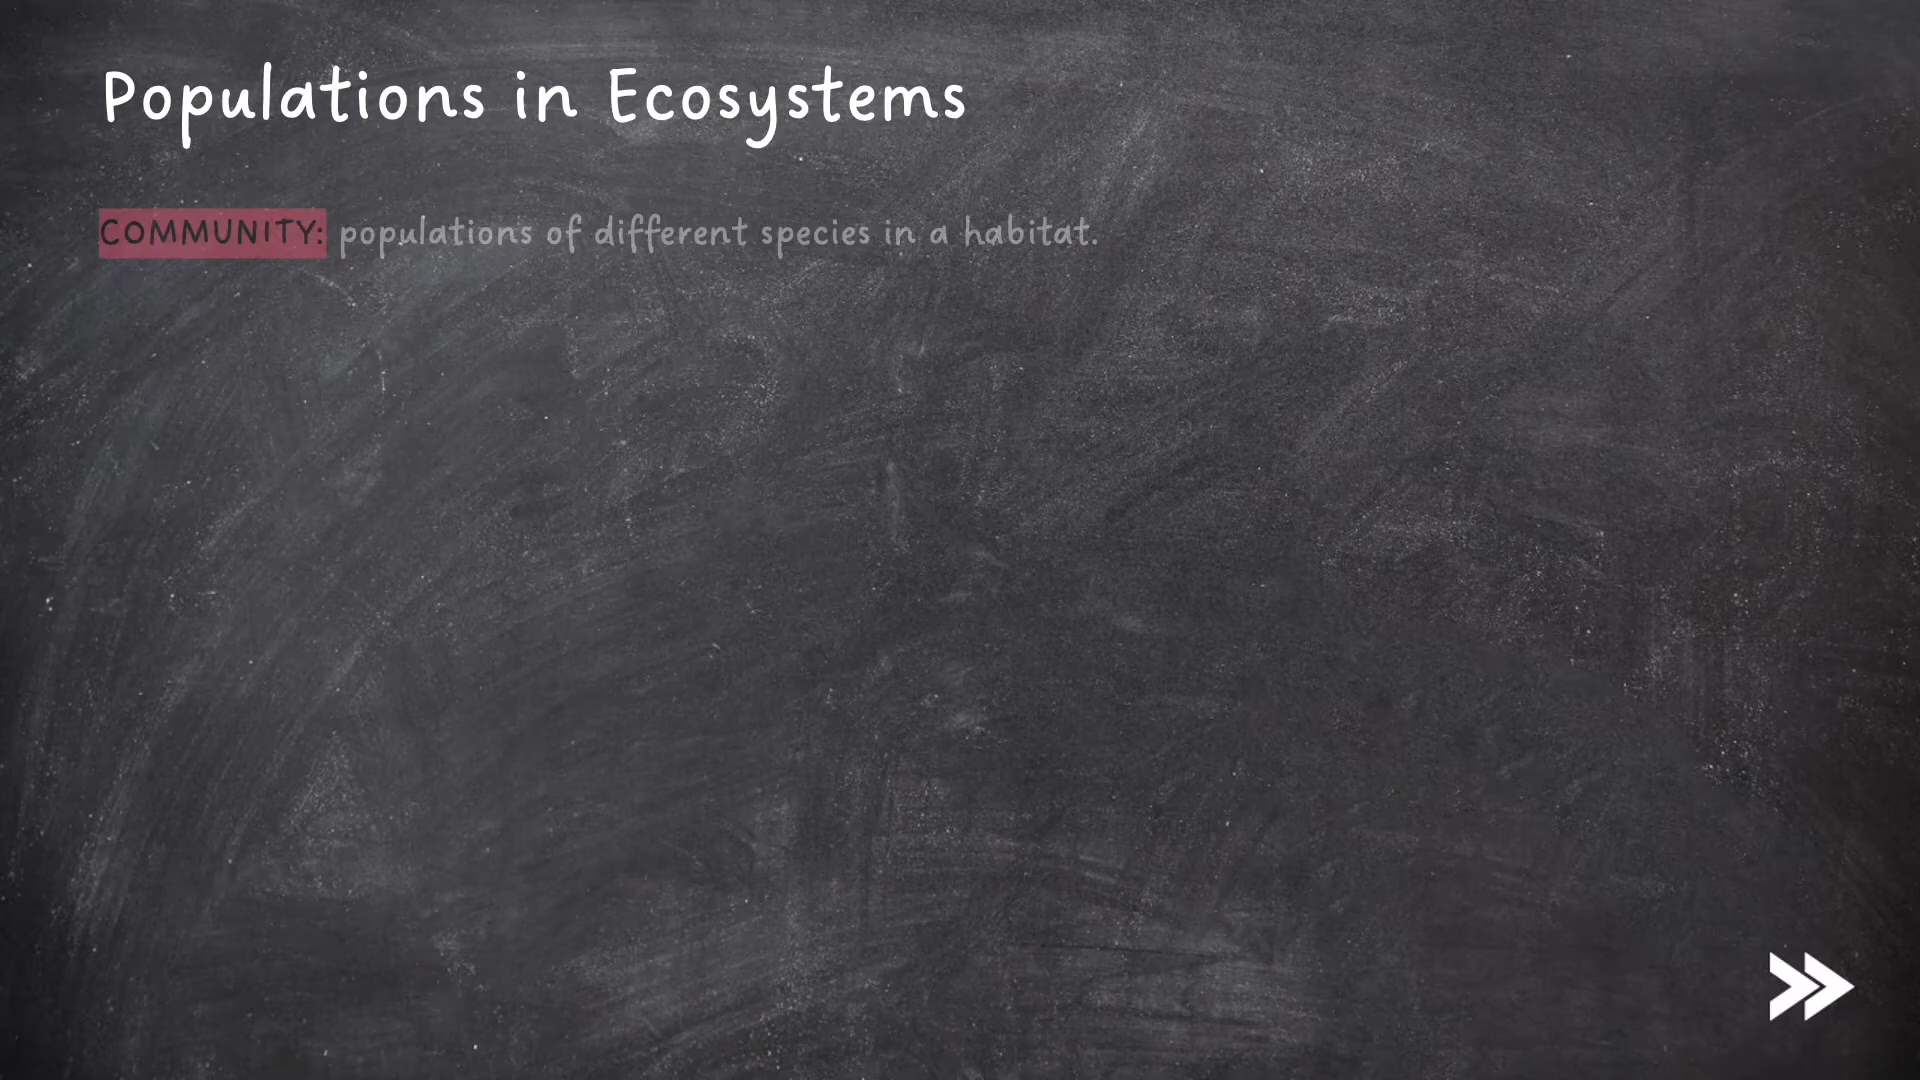 Populations in Ecosystems
COMMUNITY: populations of different species in a habitat.